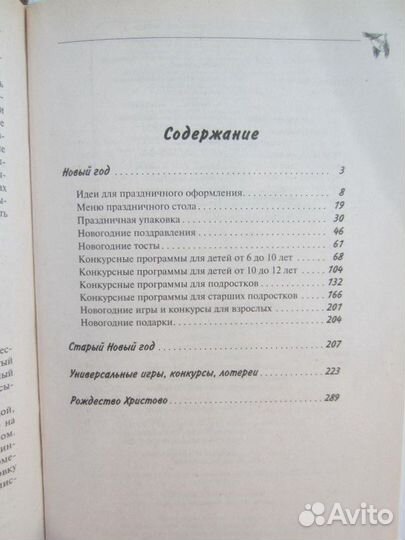 Содержание
Новый год 3
Идеи для праздничного оформления 8
Меню праздничного стола 19
Праздничная упаковка 30
Новогодние поздравления 46
Новогодние тосты 61
Конкурсные программы для детей от 6 до 10 лет 68
Конкурсные программы для детей от 10 до 12 лет 104
Конкурсные программы для подростков 132
Конкурсные программы для старших подростков 166
Новогодние игры и конкурсы для взрослых 201
Новогодние подарки 204
Старый Новый год 207
Универсальные игры, конкурсы, лотереи 223
Рождество Христово 289
Avito